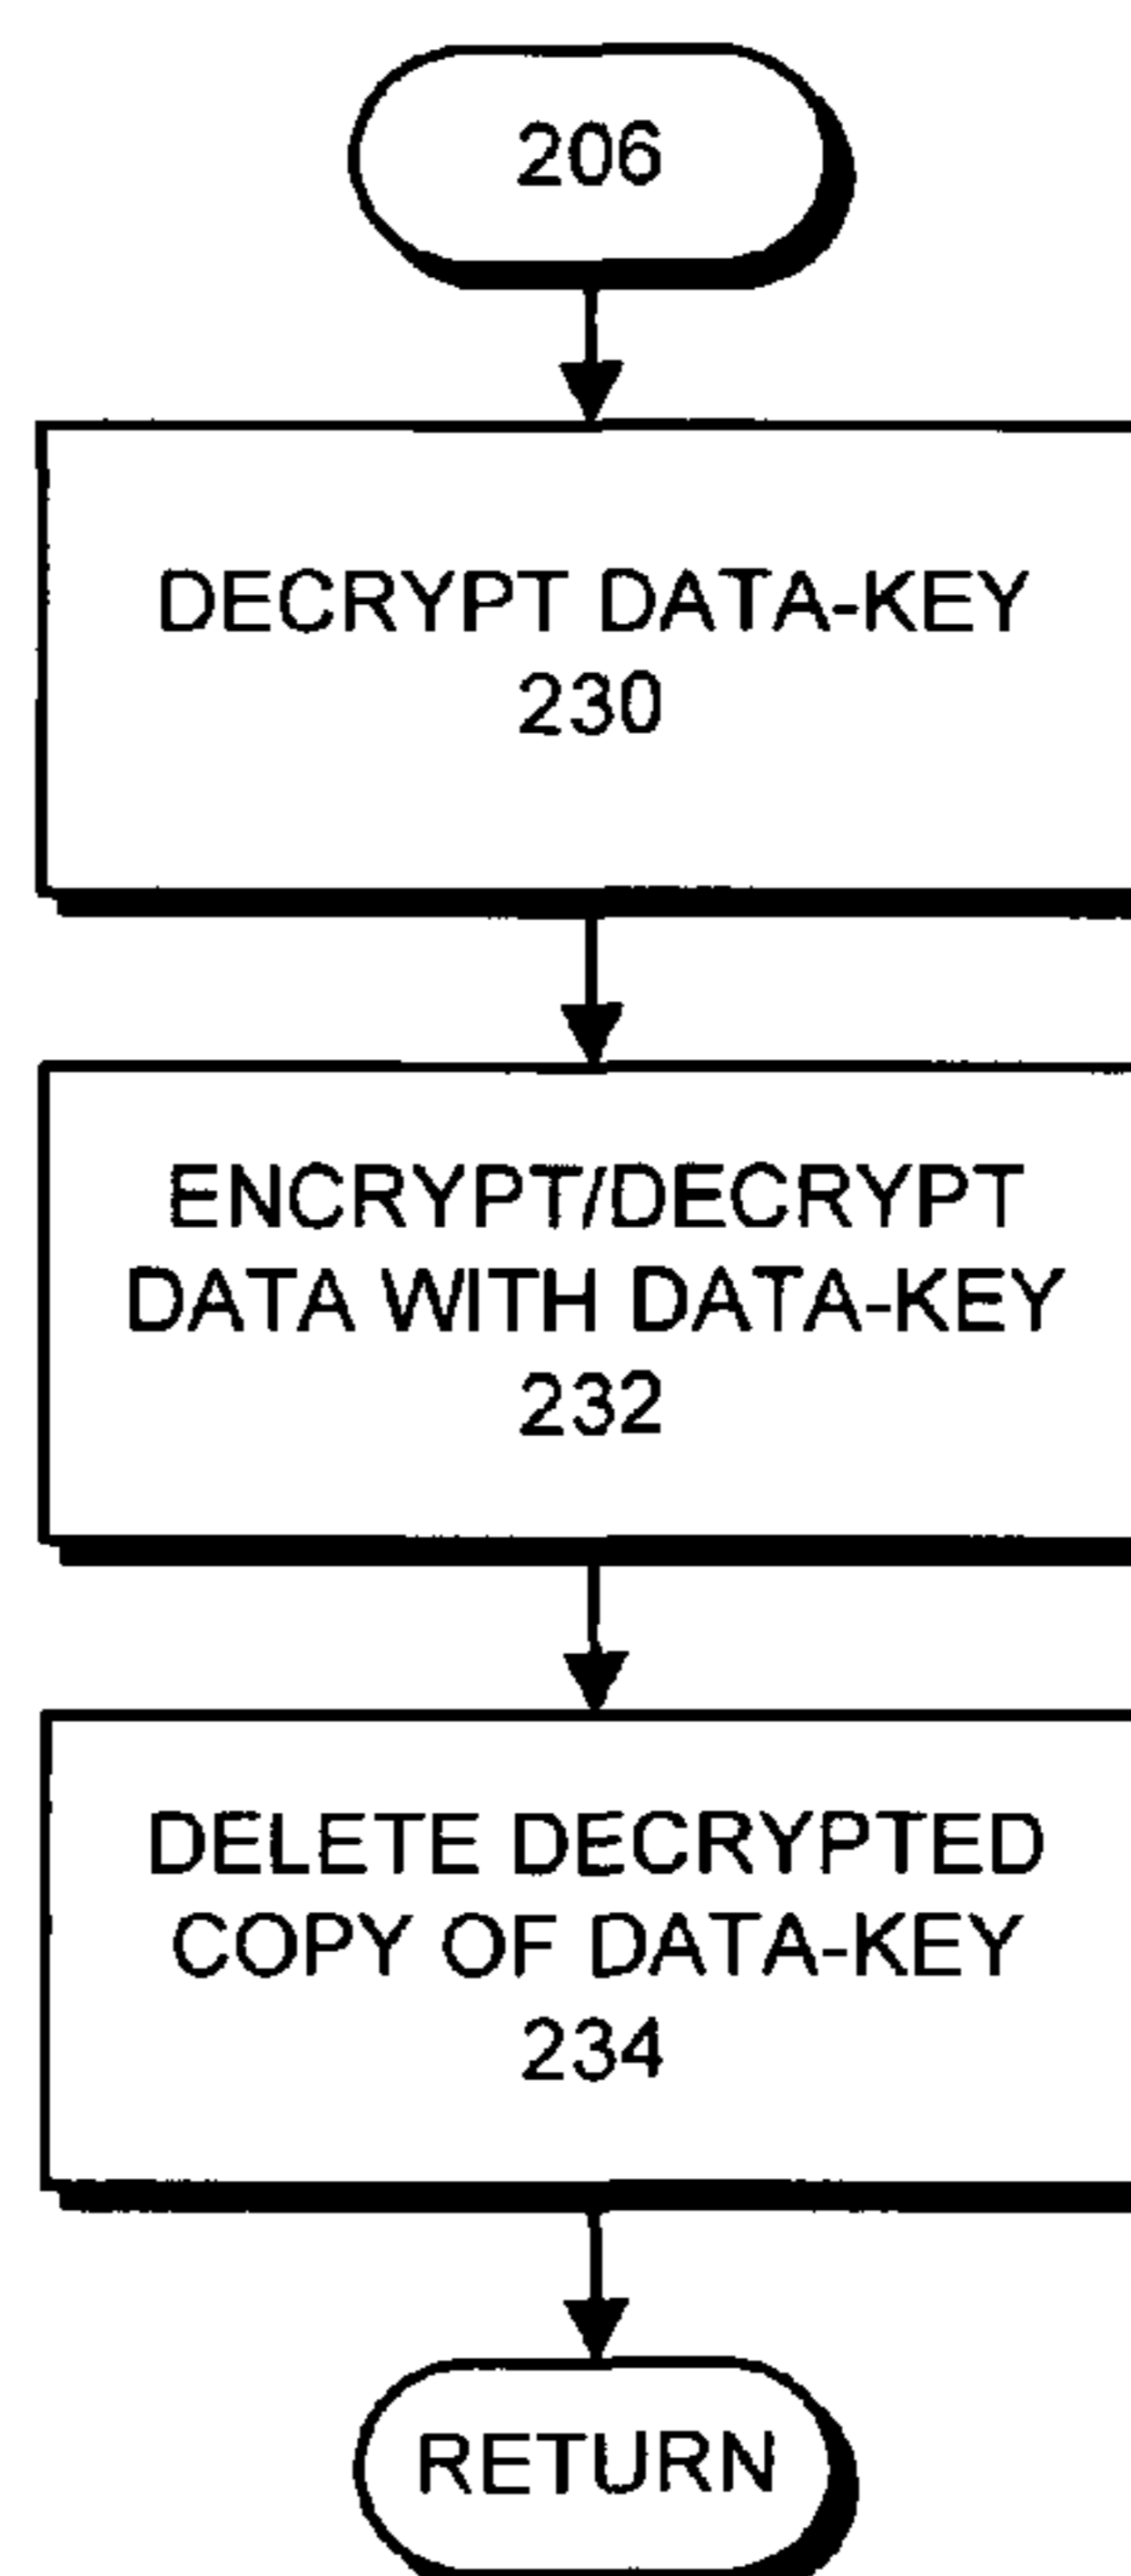 206
DECRYPT DATA-KEY
230
ENCRYPT/DECRYPT
DATA WITH DATA-KEY
232
DELETE DECRYPTED
COPY OF DATA-KEY
234
RETURN